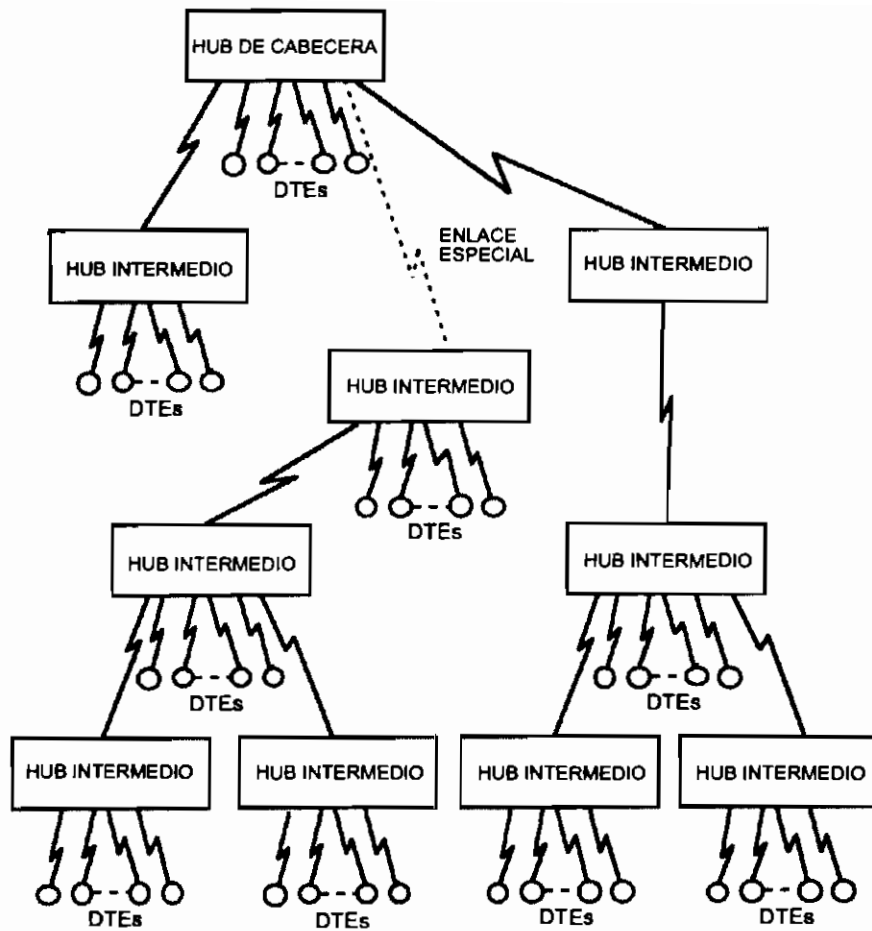 HUB DE CABECERA
DTEs
ENLACE
ESPECIAL
HUB INTERMEDIO
HUB INTERMEDIO
DTEs
HUB INTERMEDIO
DTEs
HUB INTERMEDIO
HUB INTERMEDIO
DTEs
DTEs
HUB INTERMEDIO
HUB INTERMEDIO
HUB INTERMEDIO
HUB INTERMEDIO
DTEs
DTEs
DTEs
DTEs